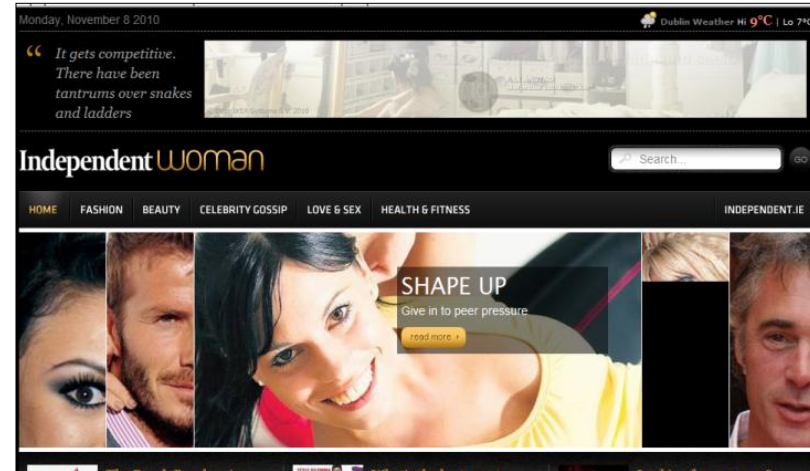 Monday, November 8 2010
Dublin Weather Hi 9°C | Lo 7°C
“ It gets competitive.
There have been
tantrums over snakes
and ladders
Independent woman
Search...
GO
HOME FASHION BEAUTY CELEBRITY GOSSIP LOVE & SEX HEALTH & FITNESS INDEPENDENT.IE
SHAPE UP
Give in to peer pressure
read more